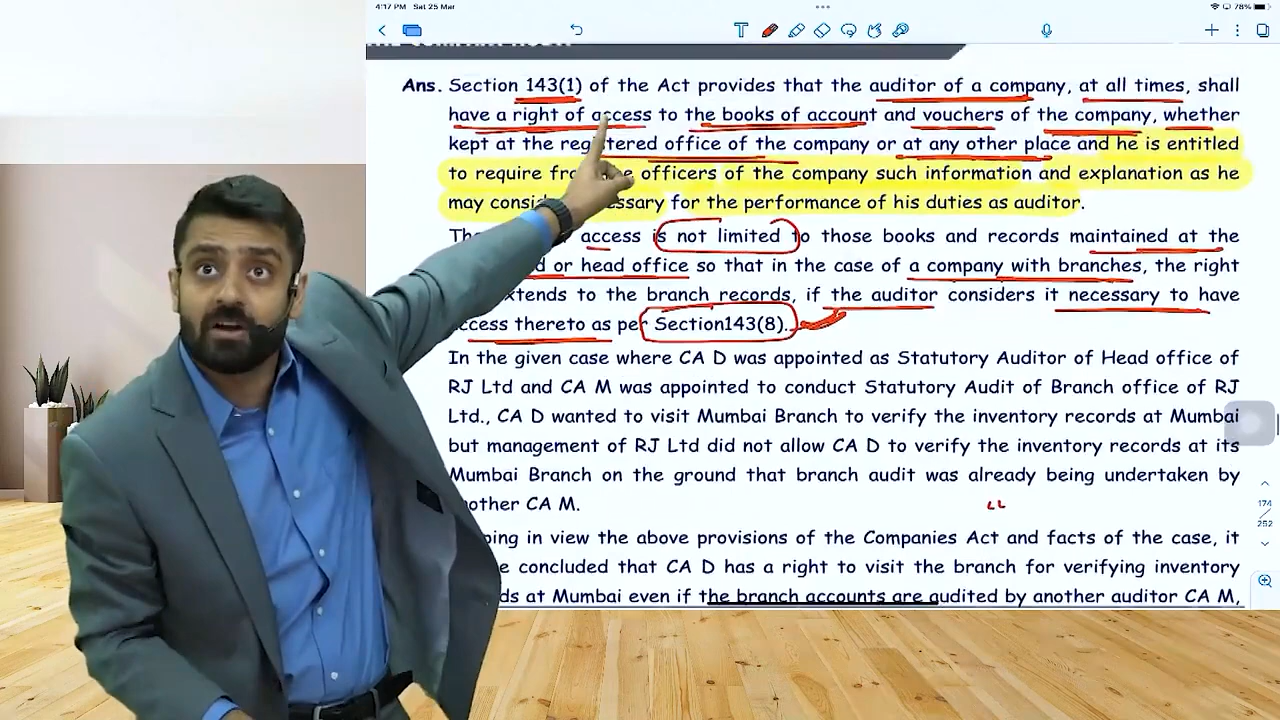 4:17 PM Sat 25 Mar
78%
Ans. Section 143(1) of the Act provides that the auditor of a company, at all times, shall
have a right of access to the books of account and vouchers of the company, whether
kept at the registered office of the company or at any other place and he is entitled
to require officers of the company such information and explanation as he
may for the performance of his duties as auditor.
access is not limited to those books and records maintained at the
or head office so that in the case of a company with branches, the right
to the branch records, if the auditor considers it necessary to have
thereto as per Section143(8).
In the given case where CA D was appointed as Statutory Auditor of Head office of
RJ Ltd and CA M was appointed to conduct Statutory Audit of Branch office of RJ
Ltd., CA D wanted to visit Mumbai Branch to verify the inventory records at Mumbai
but management of RJ Ltd did not allow CA D to verify the inventory records at its
Mumbai Branch on the ground that branch audit was already being undertaken by
CA M.
in view the above provisions of the Companies Act and facts of the case, it
concluded that CA D has a right to visit the branch for verifying inventory
at Mumbai even if the branch accounts are audited by another auditor CA M,
174
252